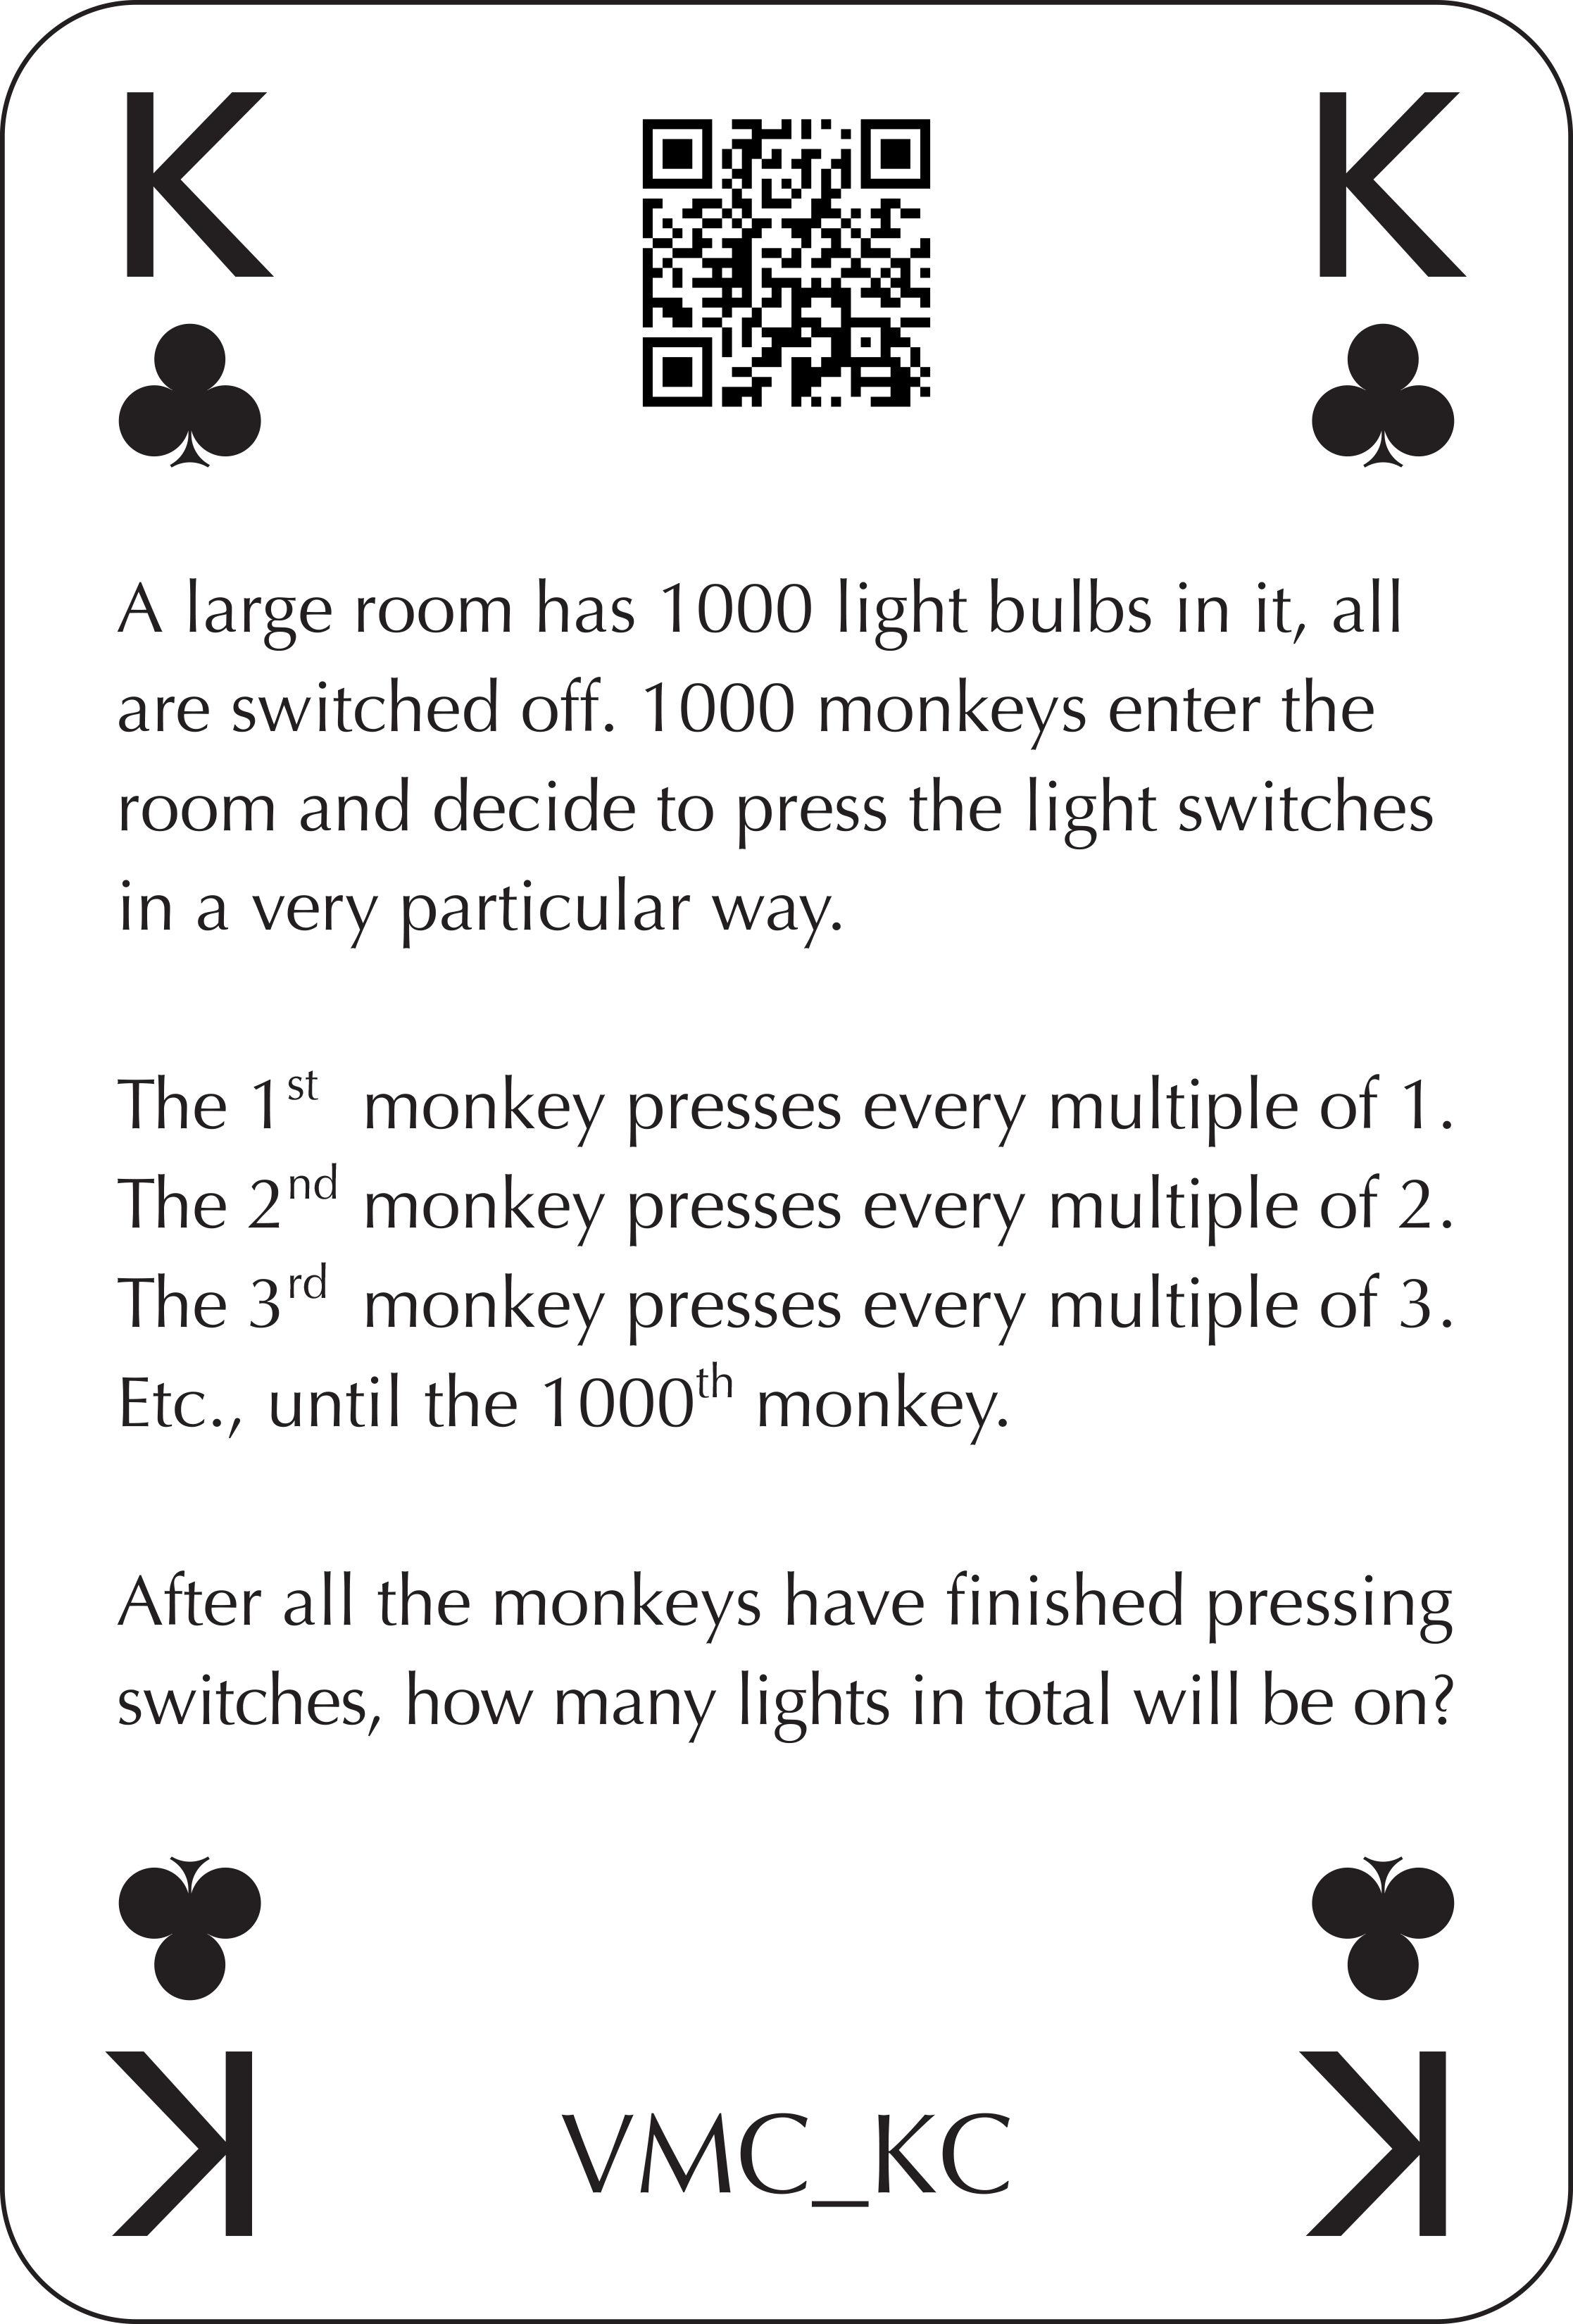 K K
A large room has 1000 light bulbs in it, all
are switched off. 1000 monkeys enter the
room and decide to press the light switches
in a very particular way.
The 1st monkey presses every multiple of 1.
The 2nd monkey presses every multiple of 2.
The 3rd monkey presses every multiple of 3.
Etc., until the 1000th monkey.
After all the monkeys have finished pressing
switches, how many lights in total will be on?
K VMC_KC K